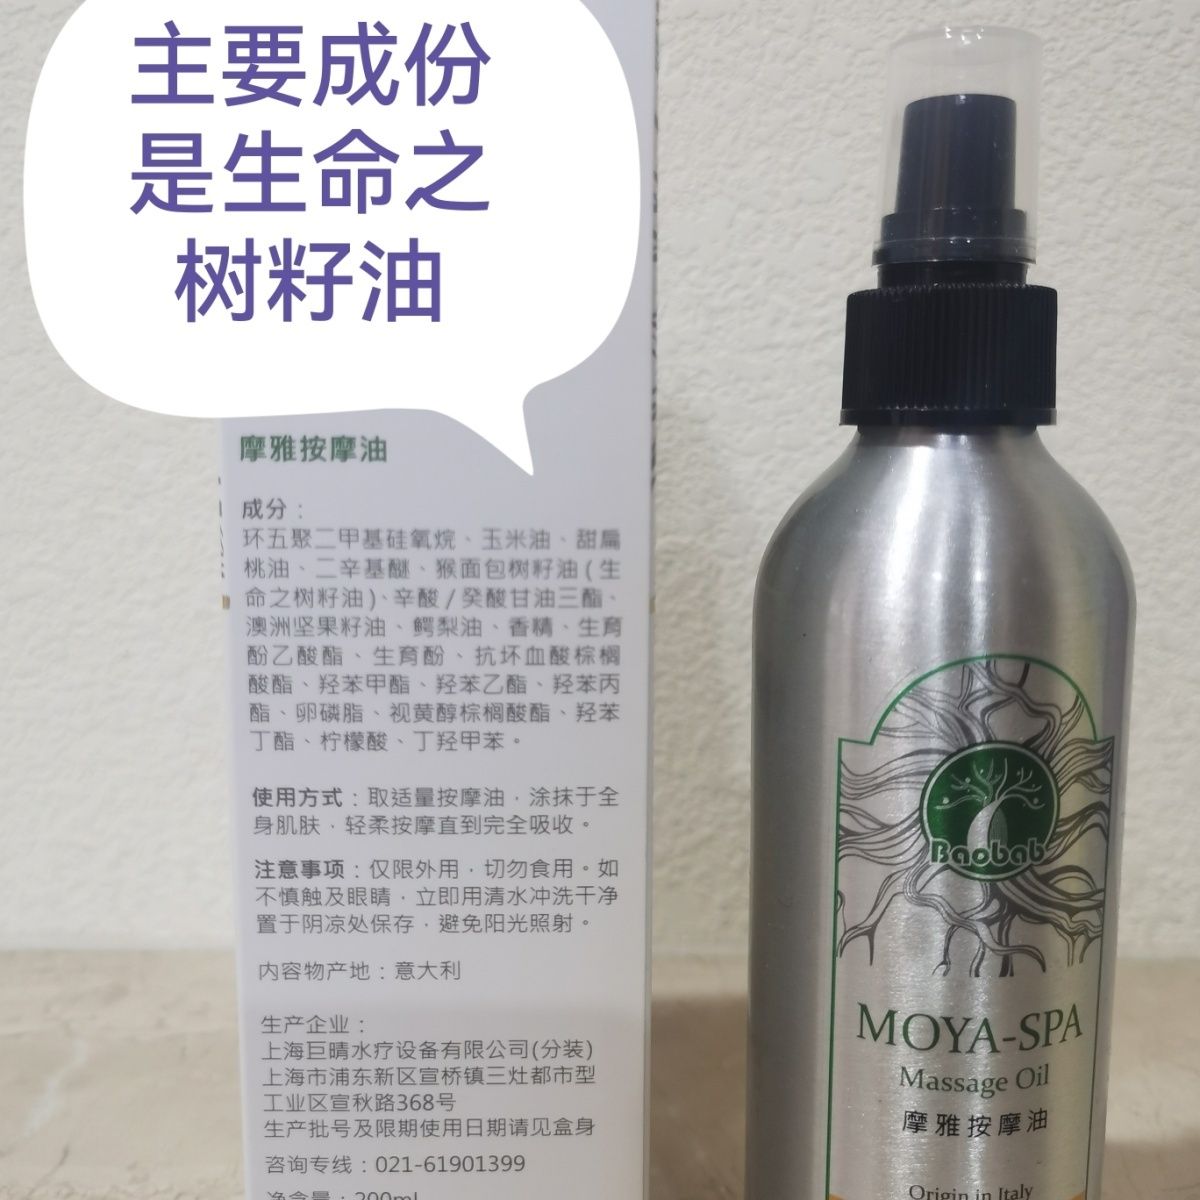 主要成份
是生命之
树籽油
摩雅按摩油
成分：
环五聚二甲基硅氧烷、玉米油、甜扁
桃油、二辛基醚、猴面包树籽油(生
命之树籽油)、辛酸/癸酸甘油三酯、
澳洲坚果籽油、鳄梨油、香精、生育
酚乙酸酯、生育酚、抗坏血酸棕榈
酸酯、羟苯甲酯、羟苯乙酯、羟苯丙
酯、卵磷脂、视黄醇棕榈酸酯、羟苯
丁酯、柠檬酸、丁羟甲苯。
使用方式：取适量按摩油，涂抹于全
身肌肤，轻柔按摩直到完全吸收。
注意事项：仅限外用，切勿食用。如
不慎触及眼睛，立即用清水冲洗干净
置于阴凉处保存，避免阳光照射。
内容物产地：意大利
生产企业：
上海巨晴水疗设备有限公司(分装)
上海市浦东新区宣桥镇三灶都市型
工业区宣秋路368号
生产批号及限期使用日期请见盒身
咨询专线：021-61901399
净含量：200ml
Baobab
MOYA-SPA
Massage Oil
摩雅按摩油
Origin in Italy